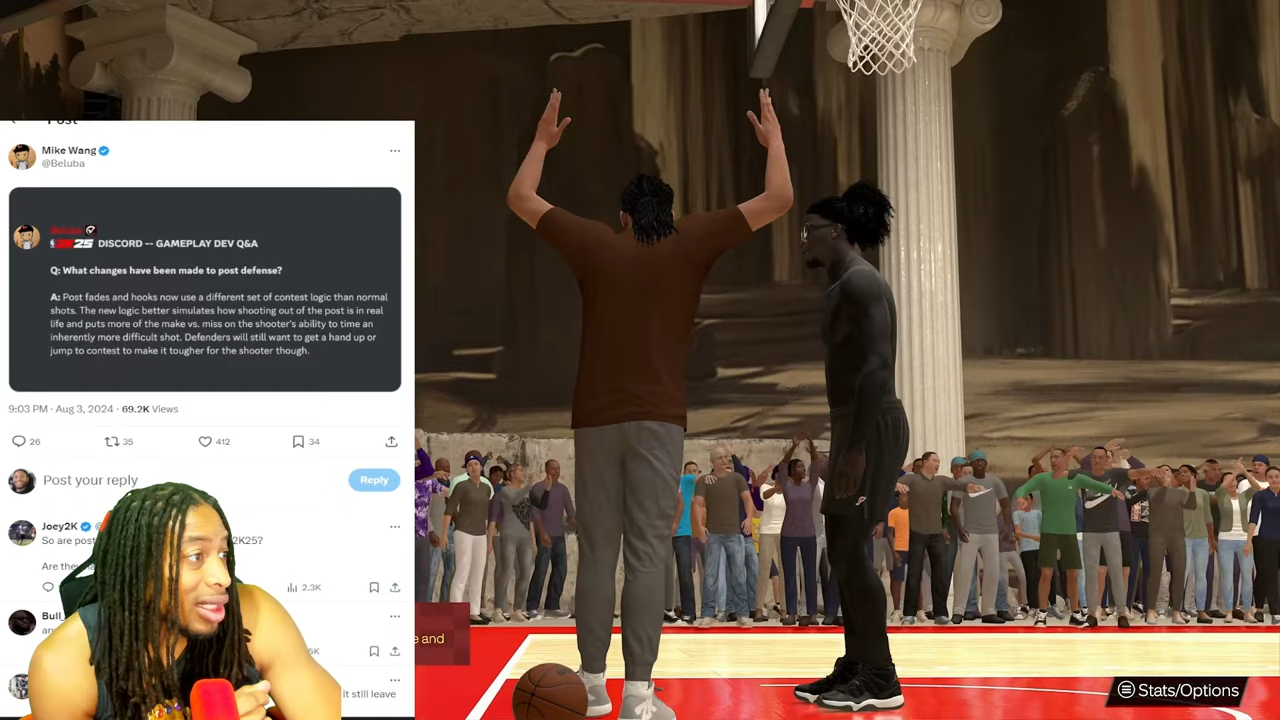 Post
Mike Wang
@Beluba
Beluba
2K25 DISCORD -- GAMEPLAY DEV Q&A
Q: What changes have been made to post defense?
A: Post fades and hooks now use a different set of contest logic than normal
shots. The new logic better simulates how shooting out of the post is in real
life and puts more of the make vs. miss on the shooter's ability to time an
inherently more difficult shot. Defenders will still want to get a hand up or
jump to contest to make it tougher for the shooter though.
9:03 PM · Aug 3, 2024 · 69.2K Views
26 35 412 34
Post your reply
Reply
Joey2K
So are post 2K25?
Are they
2.3K
Bull_
it still leave
e and
Stats/Options